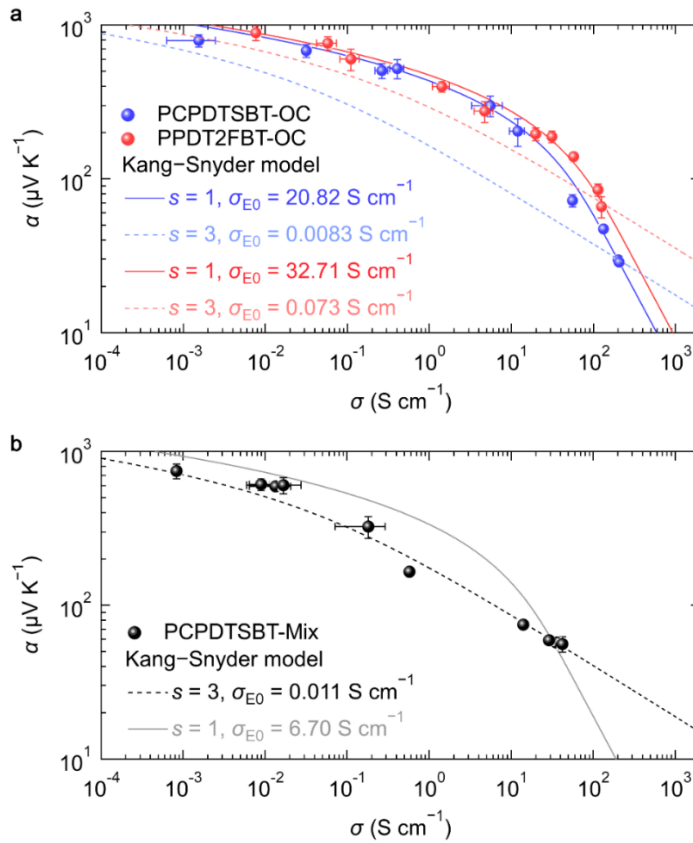 a
10³
10²
10¹
α (μV K⁻¹)
PCPDTSBT-OC
PPDT2FBT-OC
Kang−Snyder model
s = 1, σE0 = 20.82 S cm⁻¹
s = 3, σE0 = 0.0083 S cm⁻¹
s = 1, σE0 = 32.71 S cm⁻¹
s = 3, σE0 = 0.073 S cm⁻¹
10⁻⁴ 10⁻³ 10⁻² 10⁻¹ 10⁰ 10¹ 10² 10³
σ (S cm⁻¹)
b
10³
10²
10¹
α (μV K⁻¹)
PCPDTSBT-Mix
Kang−Snyder model
s = 3, σE0 = 0.011 S cm⁻¹
s = 1, σE0 = 6.70 S cm⁻¹
10⁻⁴ 10⁻³ 10⁻² 10⁻¹ 10⁰ 10¹ 10² 10³
σ (S cm⁻¹)